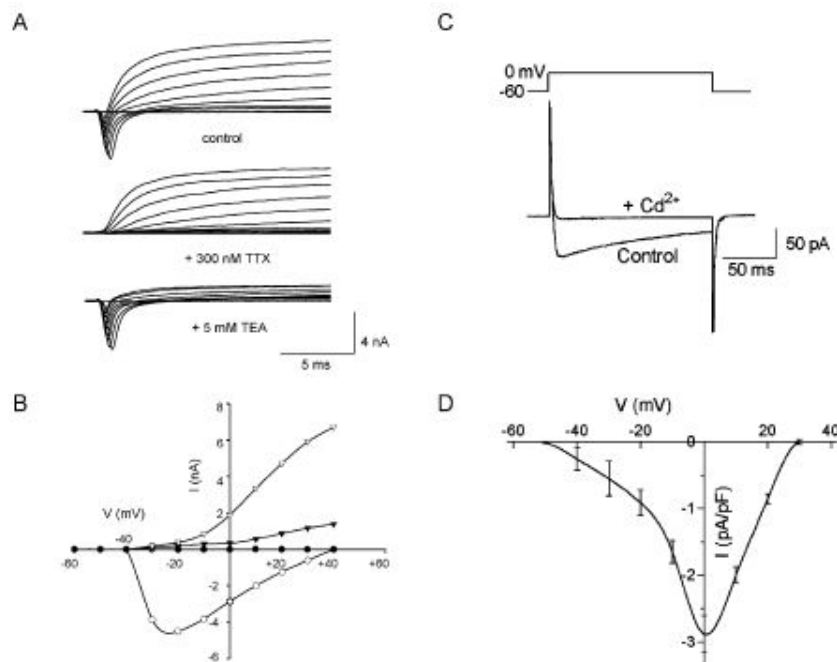 A
control
+ 300 nM TTX
+ 5 mM TEA
4 nA
5 ms
B
8
6
4
2
-2
-4
-6
I (nA)
V (mV)
-60
-40
-20
0
+20
+40
+60
C
0 mV
-60
+ Cd²⁺
Control
50 pA
50 ms
D
V (mV)
-60
-40
-20
0
20
40
-1
-2
-3
I (pA/pF)